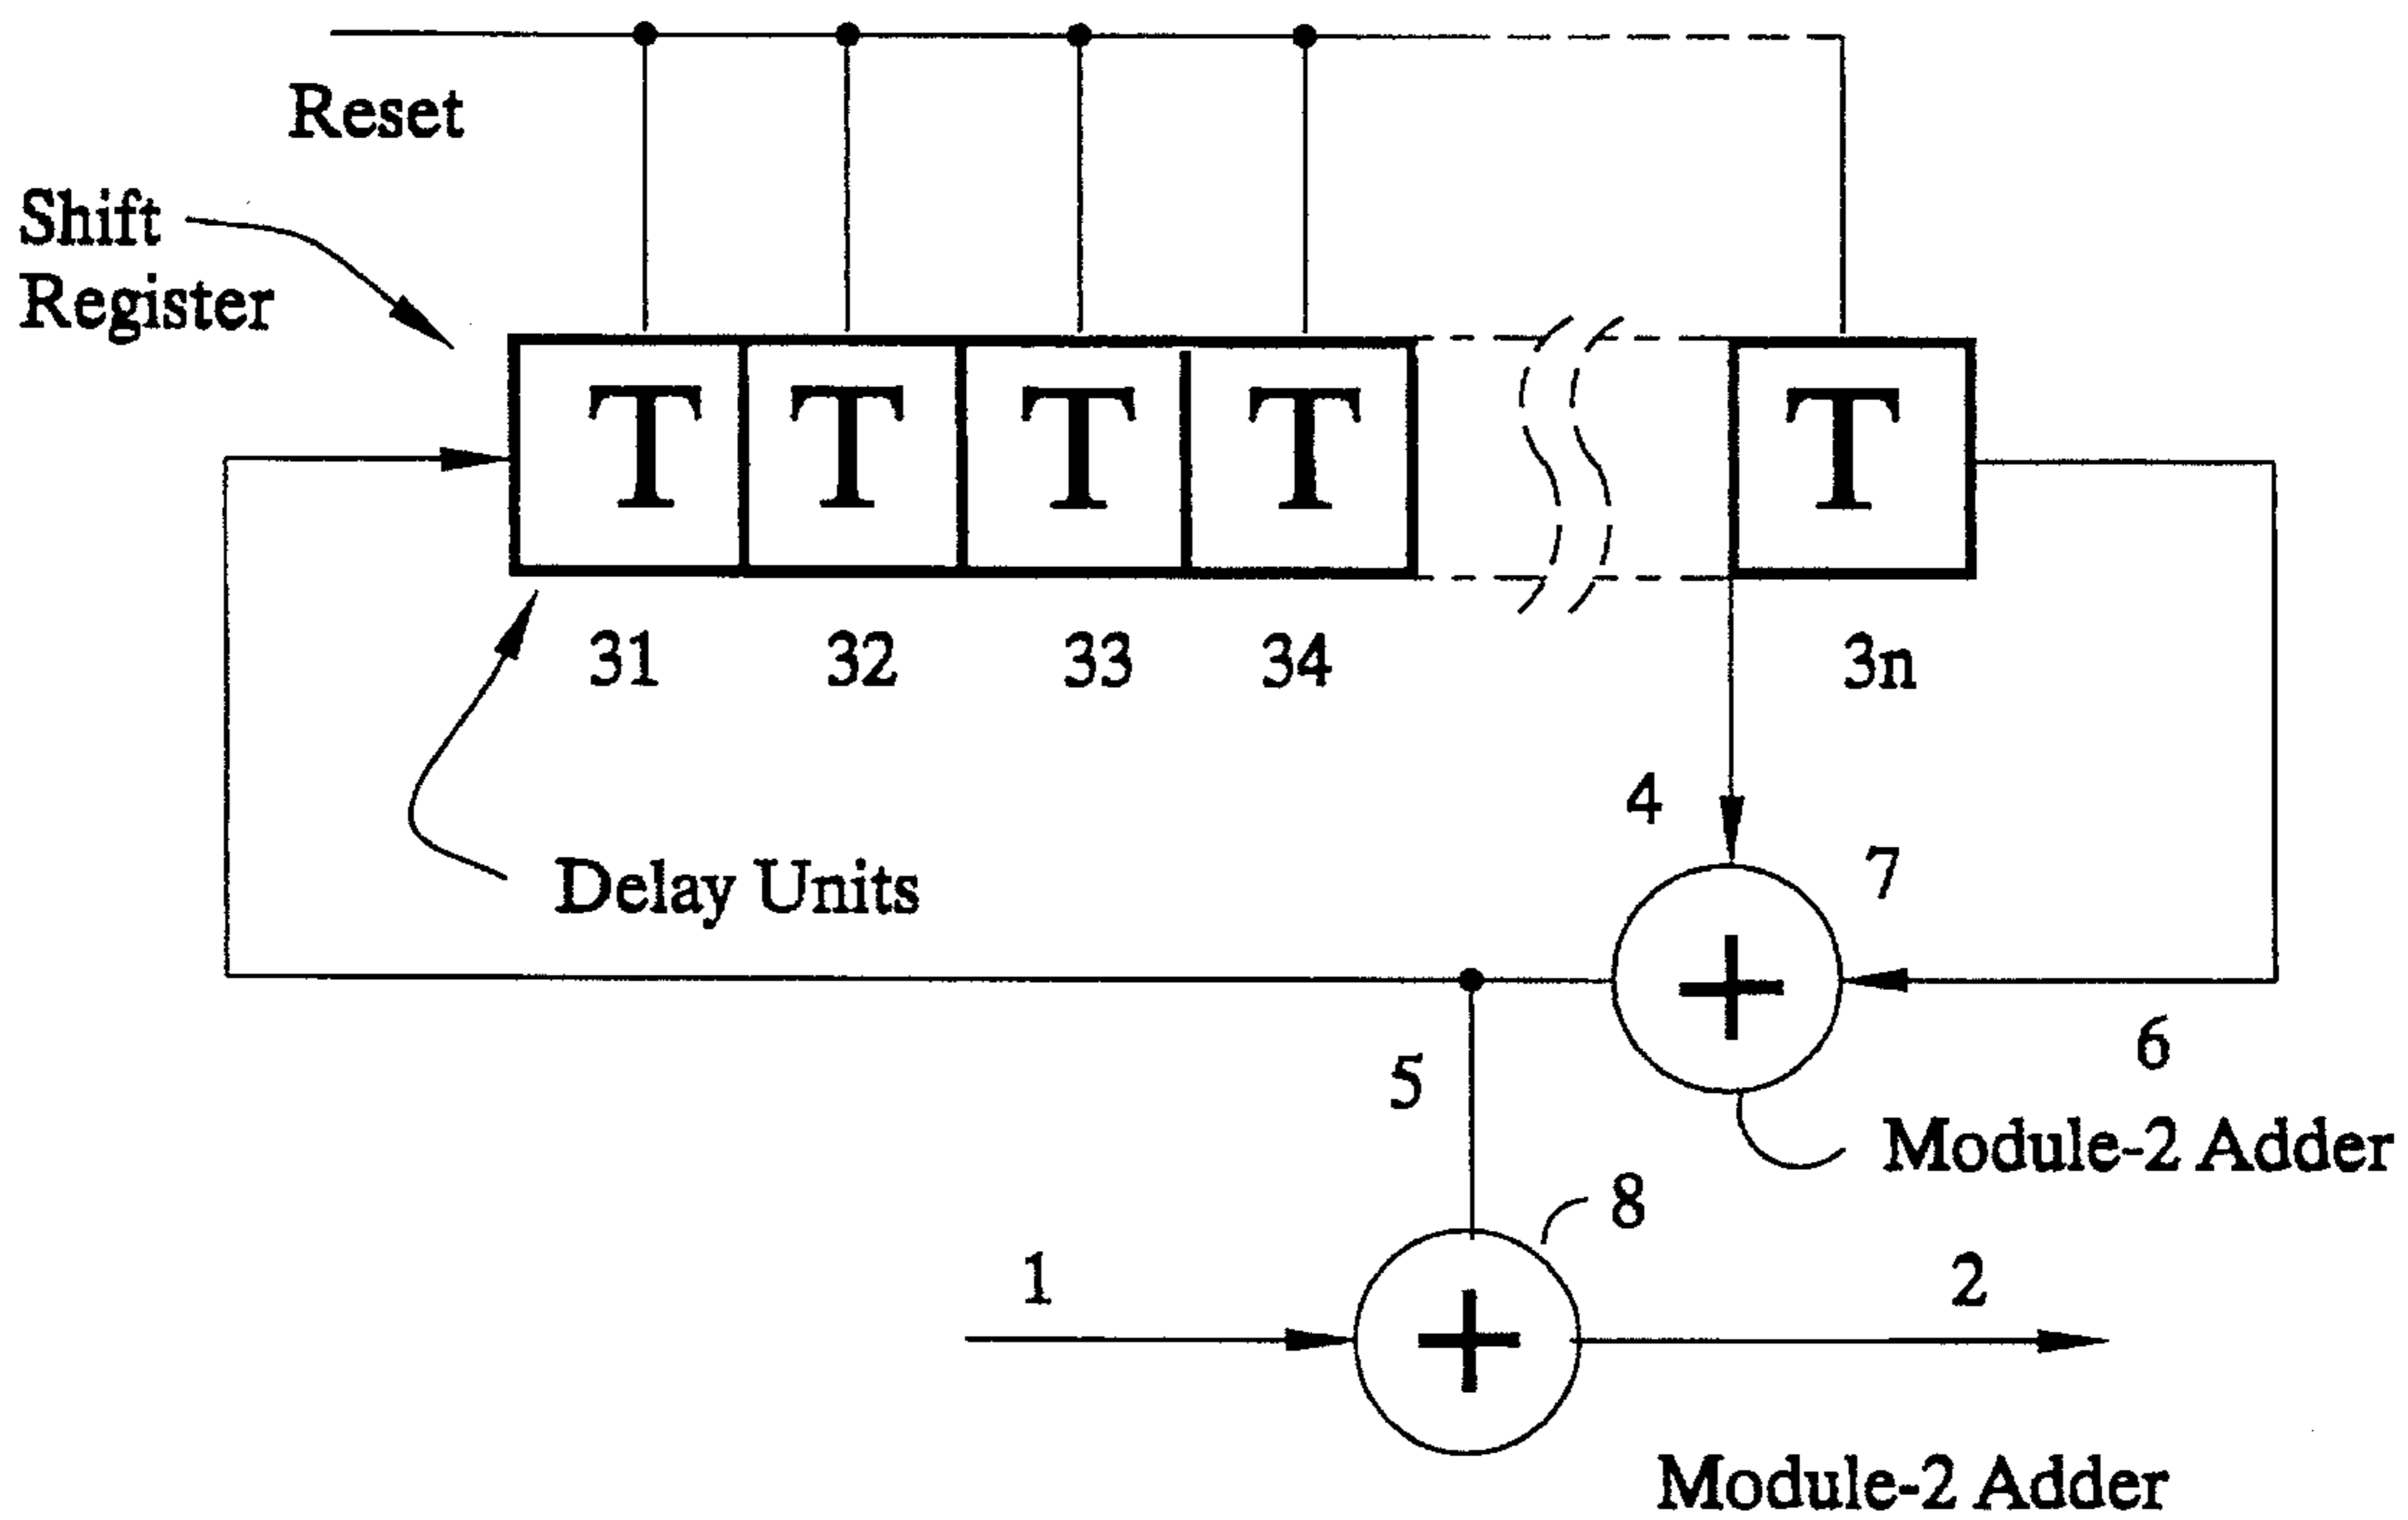 Reset
Shift
Register
T T T T T
31 32 33 34 3n
4
7
Delay Units
5
6
Module-2 Adder
8
1
2
Module-2 Adder